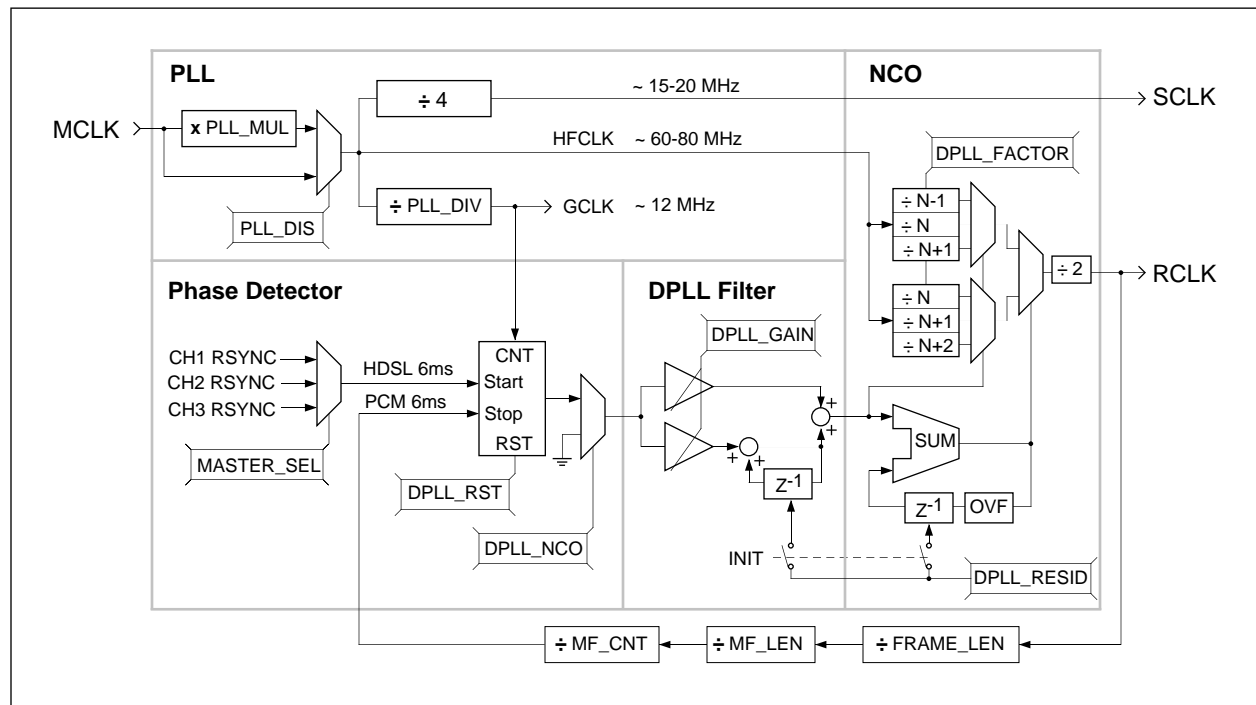 PLL
NCO
÷ 4
~ 15-20 MHz
SCLK
MCLK
x PLL_MUL
HFCLK ~ 60-80 MHz
DPLL_FACTOR
÷ PLL_DIV
GCLK ~ 12 MHz
PLL_DIS
÷ N-1
÷ N
÷ N+1
÷ 2
RCLK
Phase Detector
DPLL Filter
÷ N
÷ N+1
÷ N+2
DPLL_GAIN
CH1 RSYNC
CH2 RSYNC
CH3 RSYNC
HDSL 6ms
PCM 6ms
CNT
Start
Stop
RST
MASTER_SEL
DPLL_RST
DPLL_NCO
+
+
+
+
Z-1
SUM
Z-1
OVF
INIT
DPLL_RESID
÷ MF_CNT
÷ MF_LEN
÷ FRAME_LEN